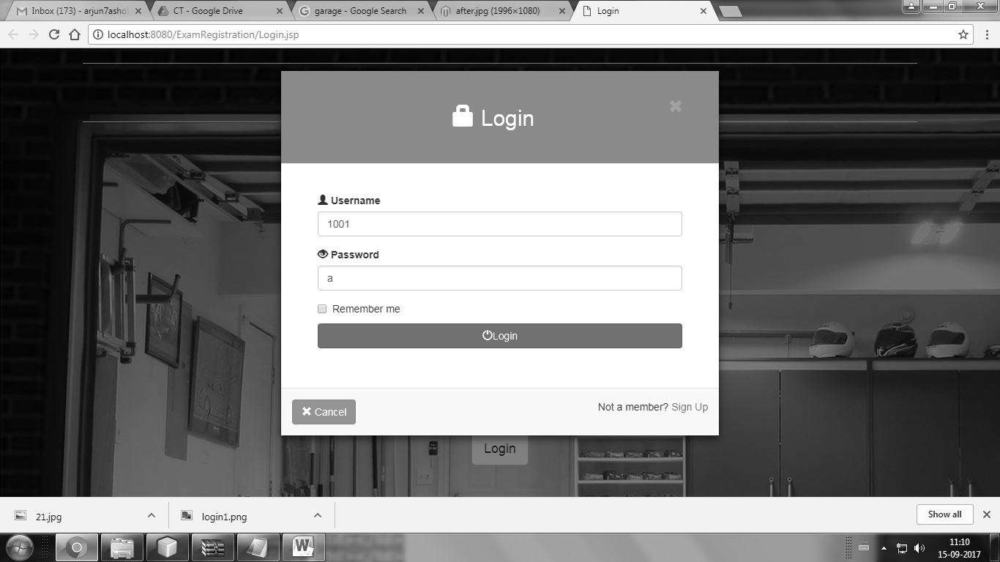 Inbox (173) - arjun7asho
CT - Google Drive
garage - Google Search
after.jpg (1996×1080)
Login
localhost:8080/ExamRegistration/Login.jsp
Login
Username
1001
Password
a
Remember me
Login
Cancel
Not a member? Sign Up
Login
21.jpg
login1.png
Show all
11:10
15-09-2017